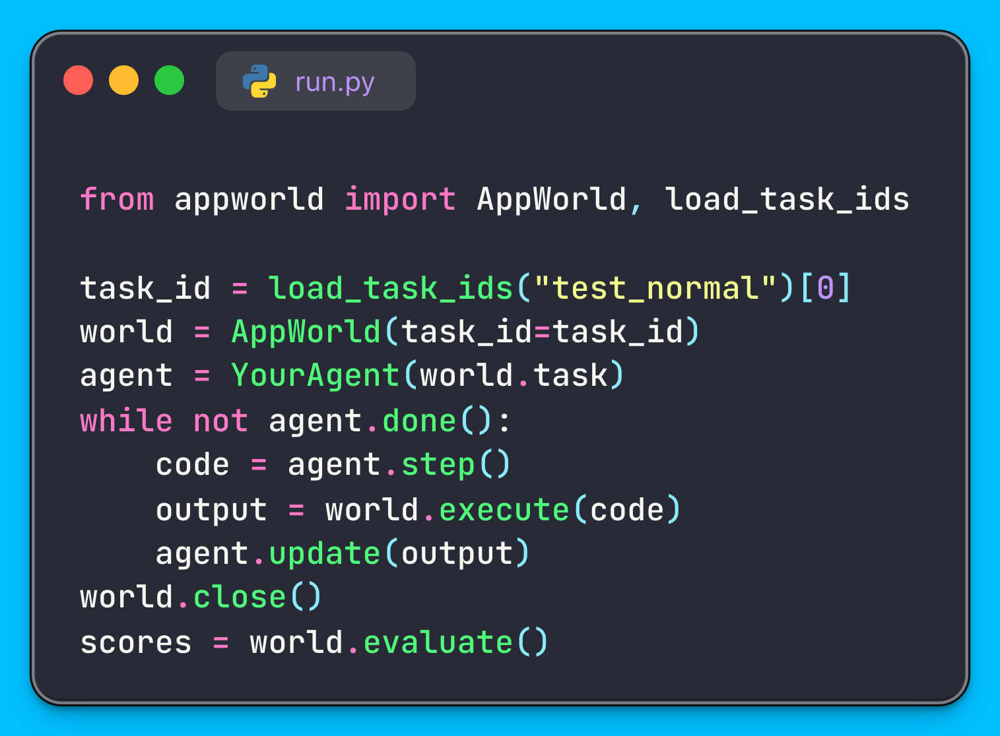 run.py
from appworld import AppWorld, load_task_ids
task_id = load_task_ids("test_normal")[0]
world = AppWorld(task_id=task_id)
agent = YourAgent(world.task)
while not agent.done():
    code = agent.step()
    output = world.execute(code)
    agent.update(output)
world.close()
scores = world.evaluate()